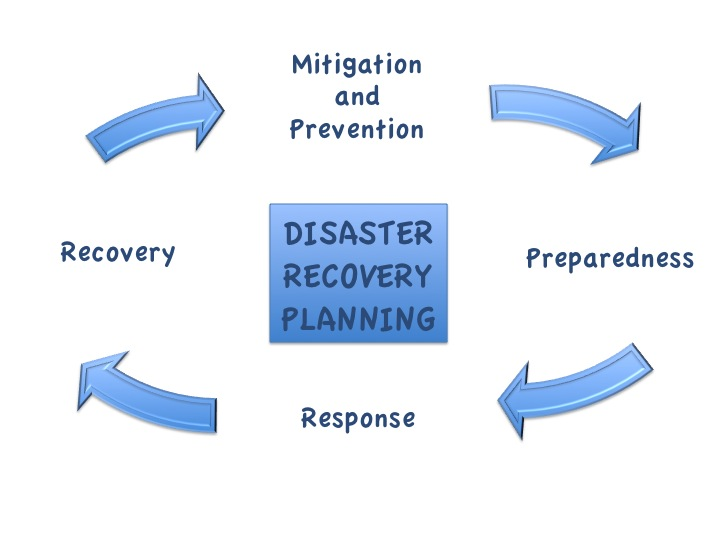 Mitigation
and
Prevention
Recovery
DISASTER
RECOVERY
PLANNING
Preparedness
Response